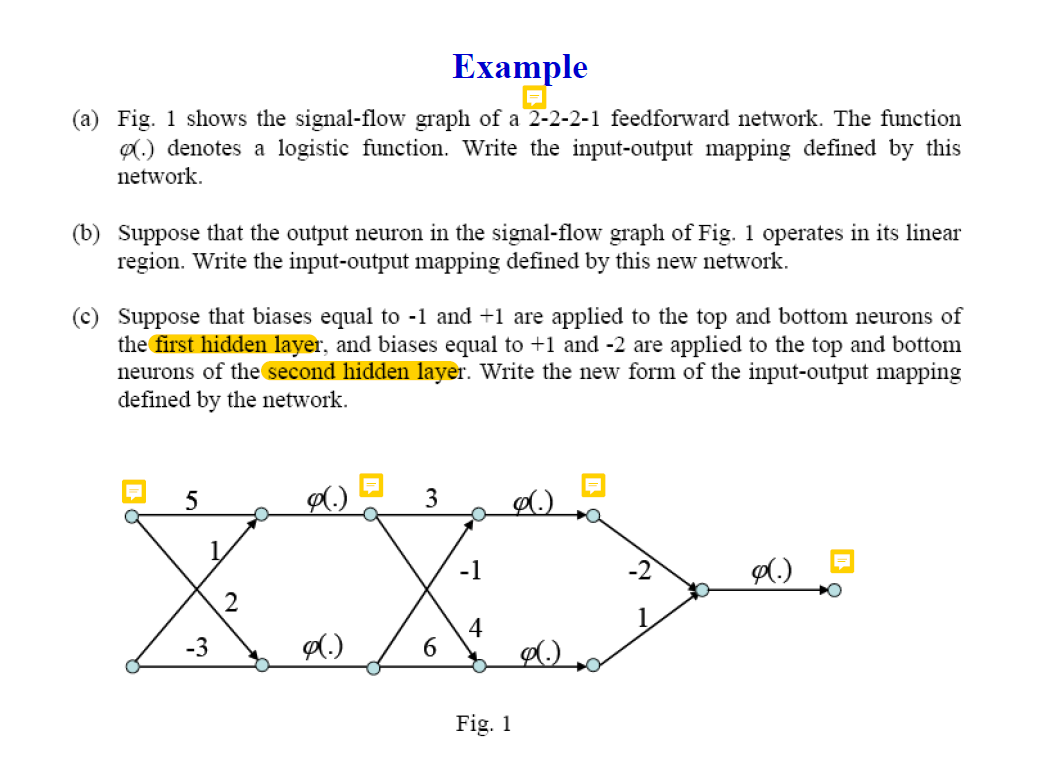 Example
(a) Fig. 1 shows the signal-flow graph of a 2-2-2-1 feedforward network. The function
φ(.) denotes a logistic function. Write the input-output mapping defined by this
network.
(b) Suppose that the output neuron in the signal-flow graph of Fig. 1 operates in its linear
region. Write the input-output mapping defined by this new network.
(c) Suppose that biases equal to -1 and +1 are applied to the top and bottom neurons of
the first hidden layer, and biases equal to +1 and -2 are applied to the top and bottom
neurons of the second hidden layer. Write the new form of the input-output mapping
defined by the network.
5 φ(.) 3 φ(.)
1 -1 -2 φ(.)
2 4 1
-3 φ(.) 6 φ(.)
Fig. 1